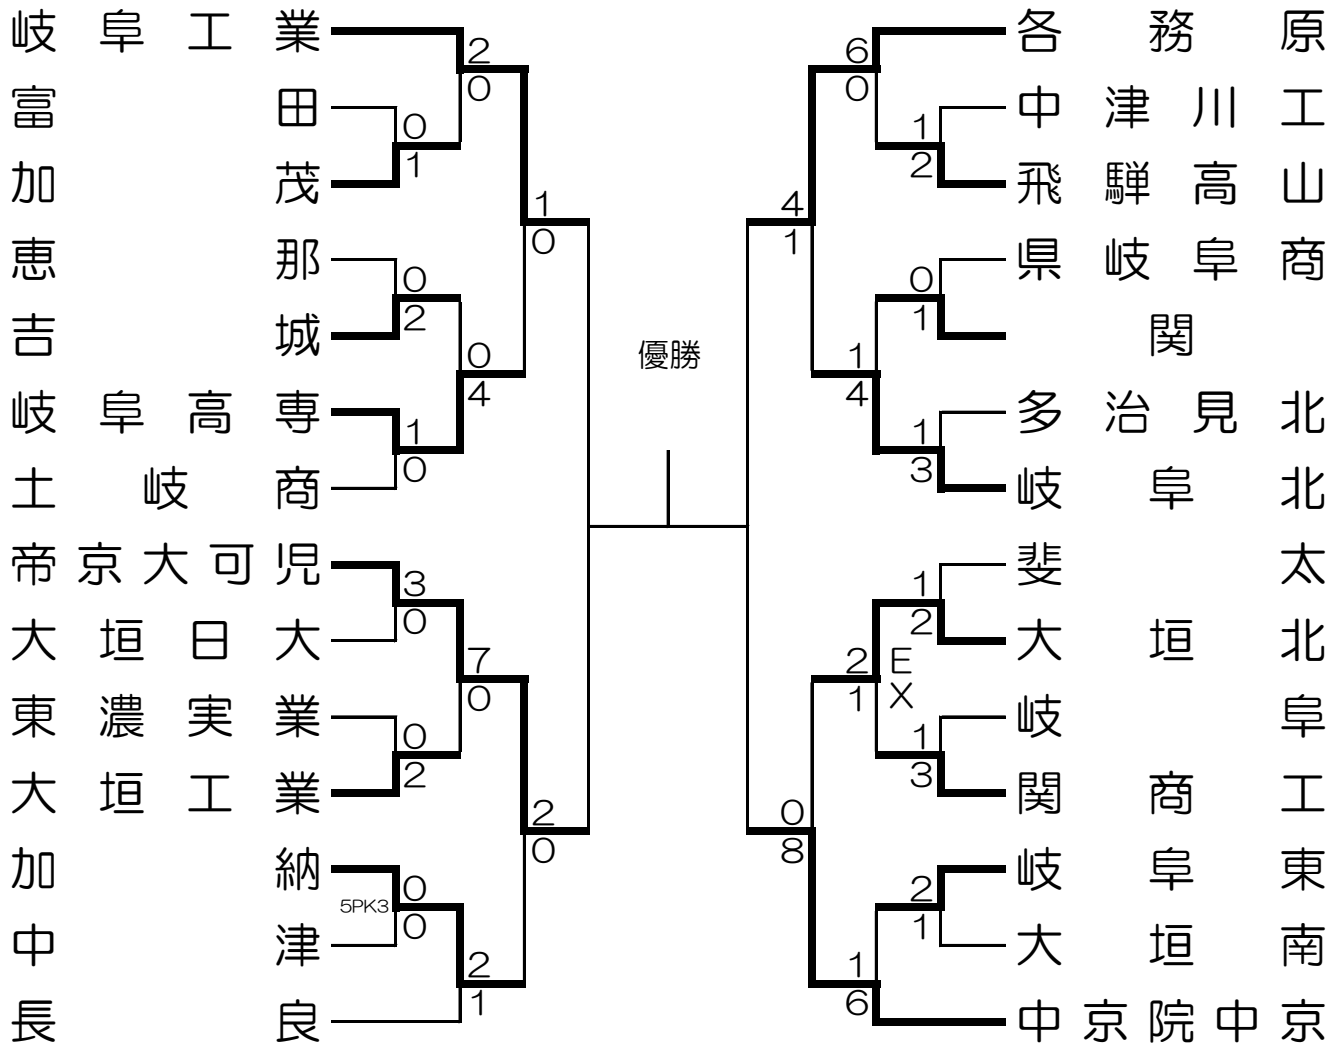 岐阜工業
2
0
富田
0
1
加茂
1
0
恵那
0
2
吉城
0
4
岐阜高専
1
0
土岐商
帝京大可児
3
0
大垣日大
7
0
東濃実業
0
2
大垣工業
2
0
加納
0
5PK3
0
中津
2
1
長良
優勝
各務原
6
0
中津川工
1
2
飛騨高山
4
1
県岐阜商
0
1
関
1
4
多治見北
1
3
岐阜北
斐太
1
2
大垣北
2
1
EX
岐阜
1
3
関商工
0
8
岐阜東
2
1
大垣南
1
6
中京院中京